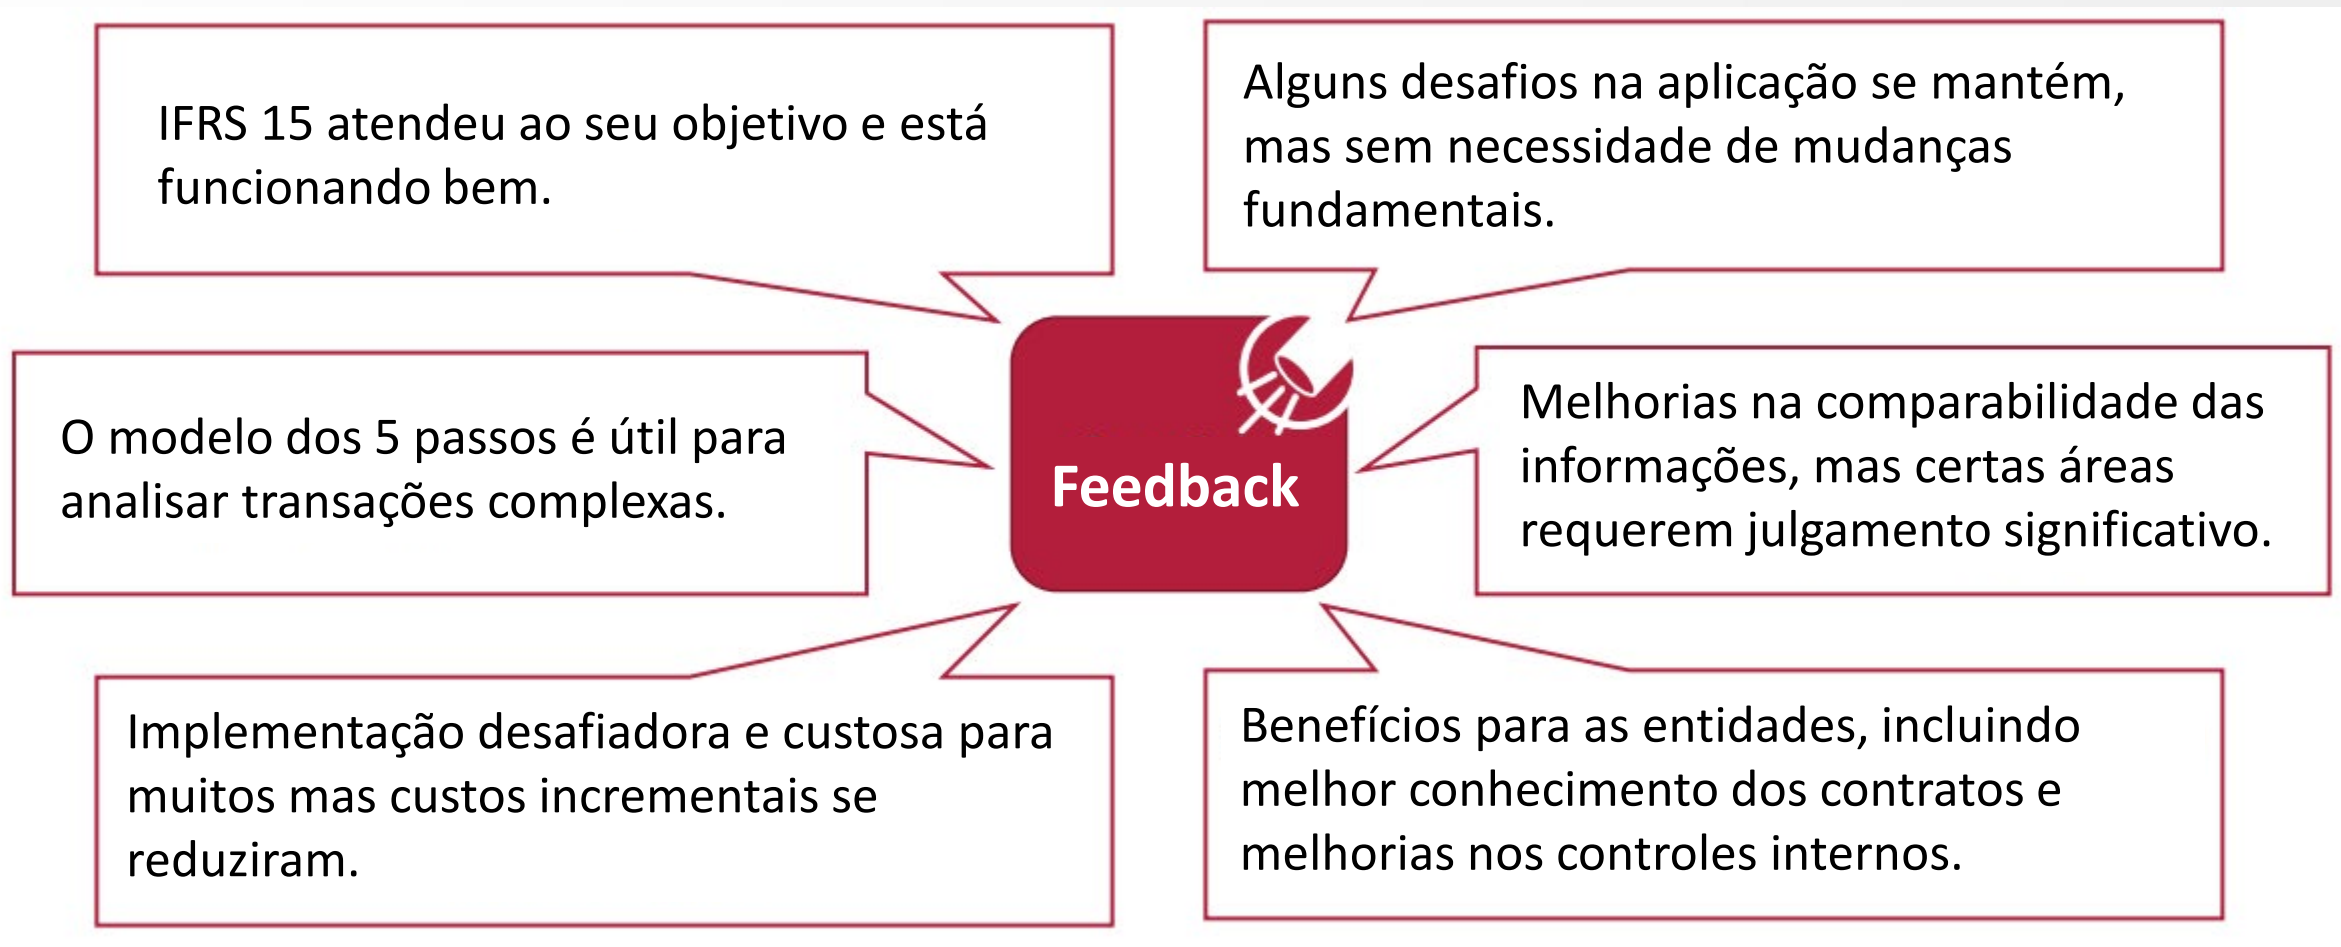 IFRS 15 atendeu ao seu objetivo e está
funcionando bem.
Alguns desafios na aplicação se mantém,
mas sem necessidade de mudanças
fundamentais.
O modelo dos 5 passos é útil para
analisar transações complexas.
Feedback
Melhorias na comparabilidade das
informações, mas certas áreas
requerem julgamento significativo.
Implementação desafiadora e custosa para
muitos mas custos incrementais se
reduziram.
Benefícios para as entidades, incluindo
melhor conhecimento dos contratos e
melhorias nos controles internos.